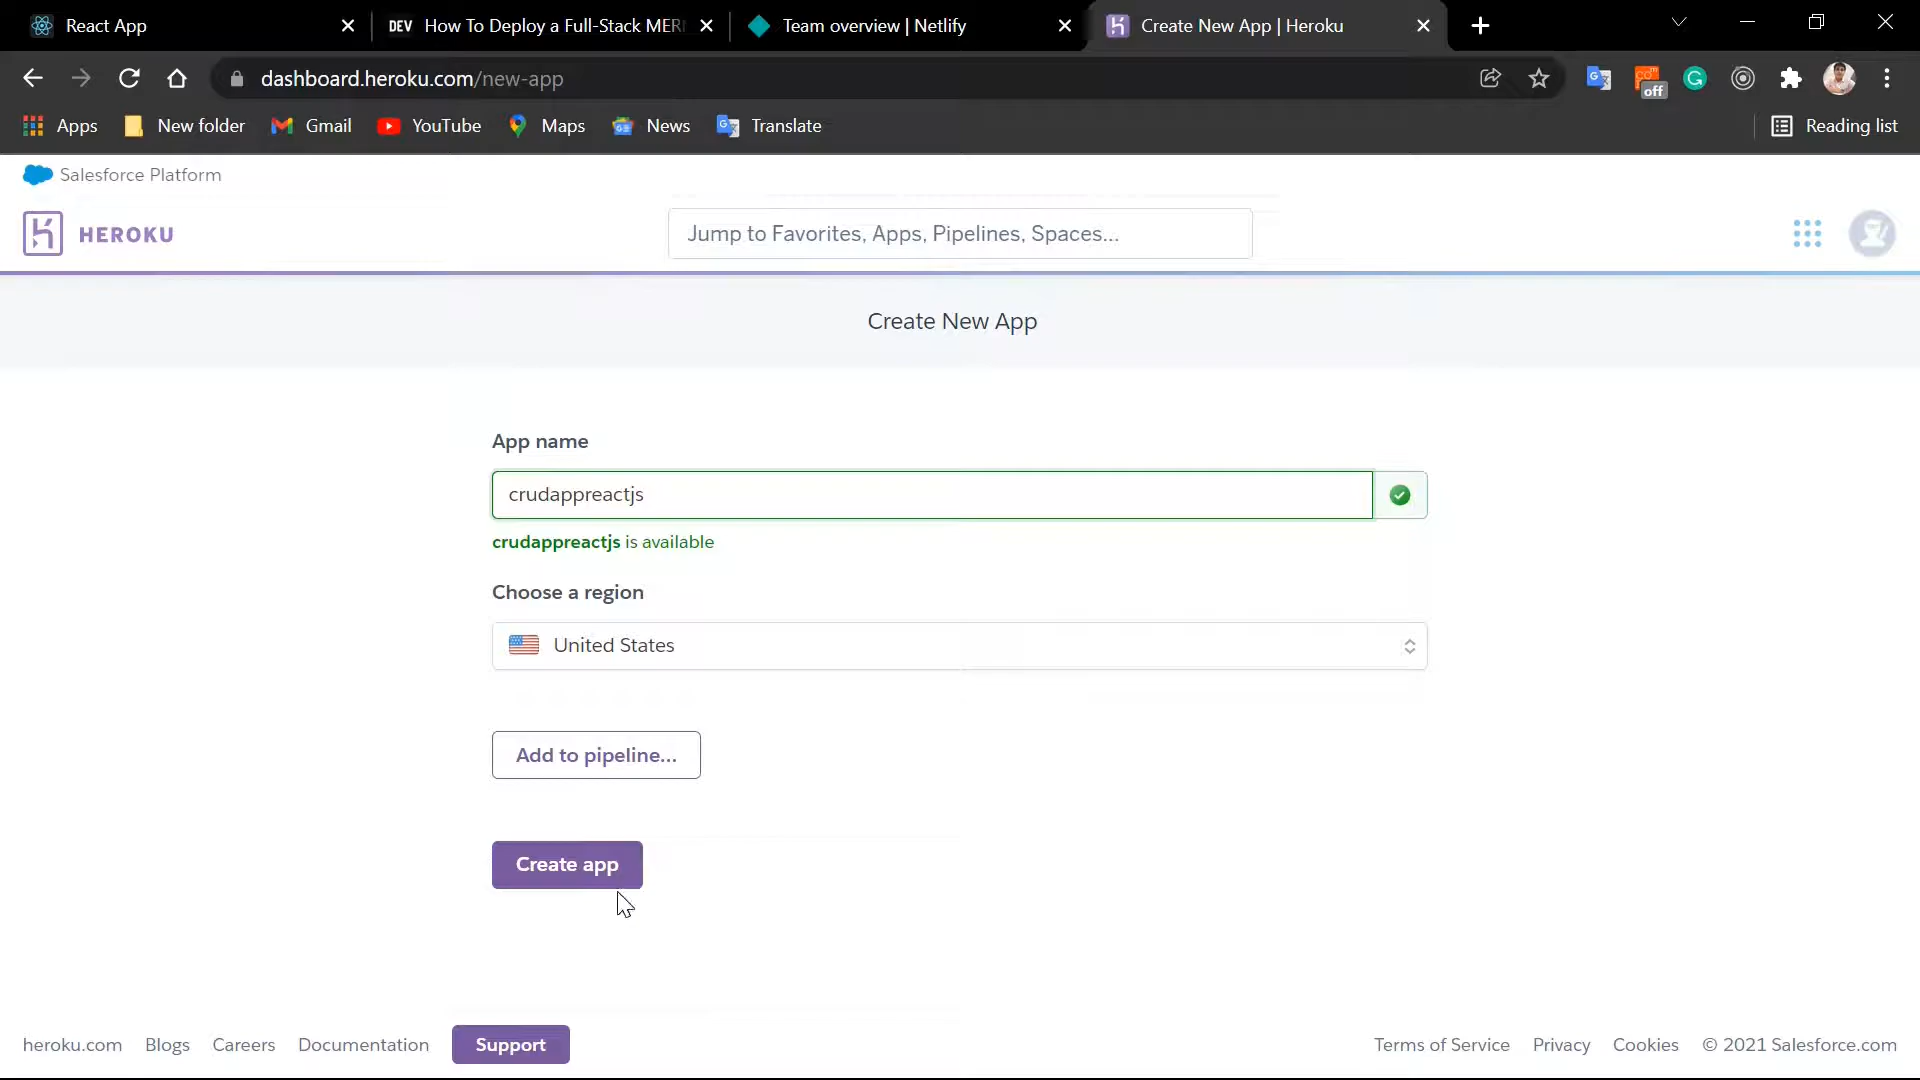 React App
DEV How To Deploy a Full-Stack MER
Team overview | Netlify
Create New App | Heroku
dashboard.heroku.com/new-app
off
Apps
New folder
Gmail
YouTube
Maps
News
Translate
Reading list
Salesforce Platform
HEROKU
Jump to Favorites, Apps, Pipelines, Spaces...
Create New App
App name
crudappreactjs
crudappreactjs is available
Choose a region
United States
Add to pipeline...
Create app
heroku.com
Blogs
Careers
Documentation
Support
Terms of Service
Privacy
Cookies
© 2021 Salesforce.com